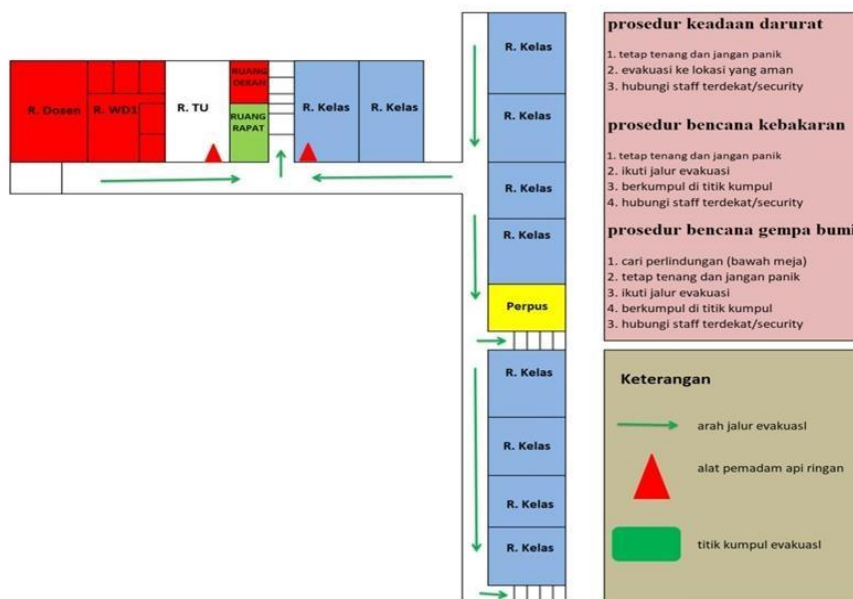 R. Dosen
R. WD1
R. TU
RUANG
DEKAN
RUANG
RAPAT
R. Kelas
R. Kelas
R. Kelas
R. Kelas
R. Kelas
R. Kelas
Perpus
R. Kelas
R. Kelas
R. Kelas
R. Kelas
prosedur keadaan darurat
1. tetap tenang dan jangan panik
2. evakuasi ke lokasi yang aman
3. hubungi staff terdekat/security
prosedur bencana kebakaran
1. tetap tenang dan jangan panik
2. ikuti jalur evakuasi
3. berkumpul di titik kumpul
4. hubungi staff terdekat/security
prosedur bencana gempa bumi
1. cari perlindungan (bawah meja)
2. tetap tenang dan jangan panik
3. ikuti jalur evakuasi
4. berkumpul di titik kumpul
3. hubungi staff terdekat/security
Keterangan
arah jalur evakuasI
alat pemadam api ringan
titik kumpul evakuasI